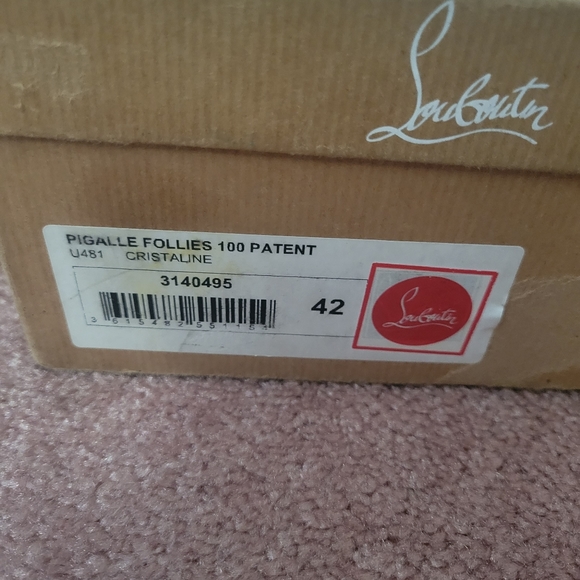 Louboutin
PIGALLE FOLLIES 100 PATENT
U481 CRISTALINE
3140495
42
Louboutin